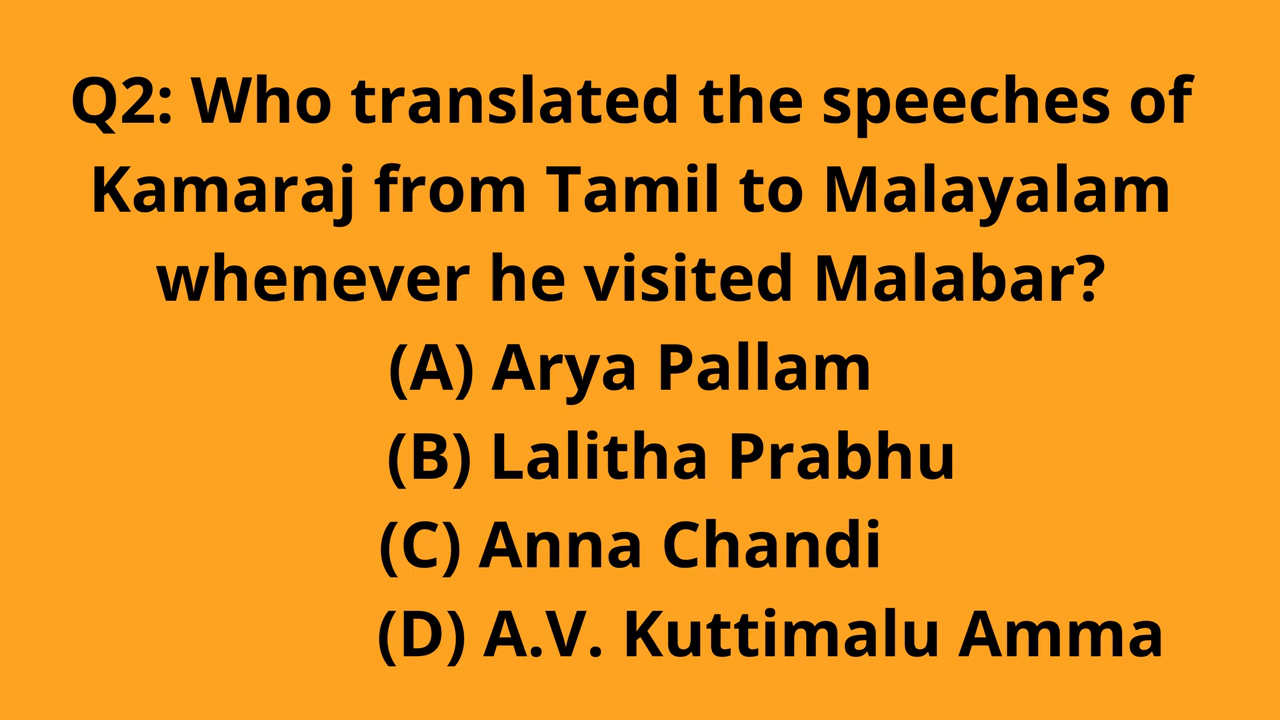 Q2: Who translated the speeches of
Kamaraj from Tamil to Malayalam
whenever he visited Malabar?
(A) Arya Pallam
(B) Lalitha Prabhu
(C) Anna Chandi
(D) A.V. Kuttimalu Amma